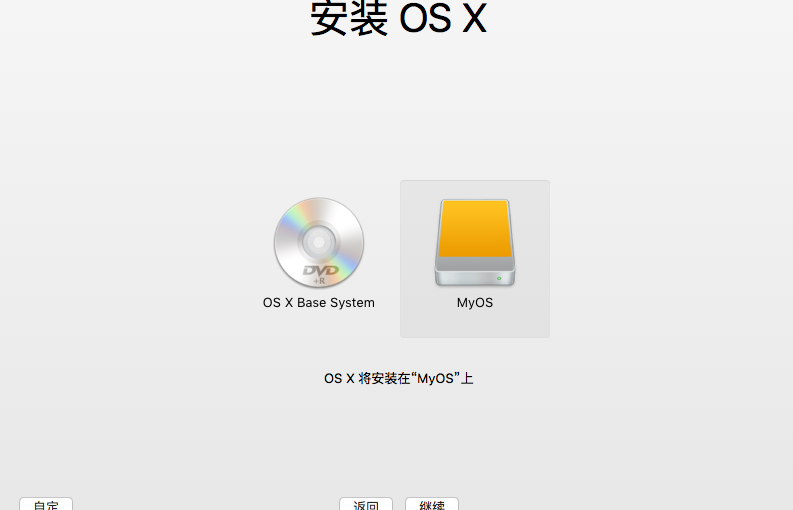 安装 OS X
DVD
+R
OS X Base System
MyOS
OS X 将安装在“MyOS”上
自定
返回
继续